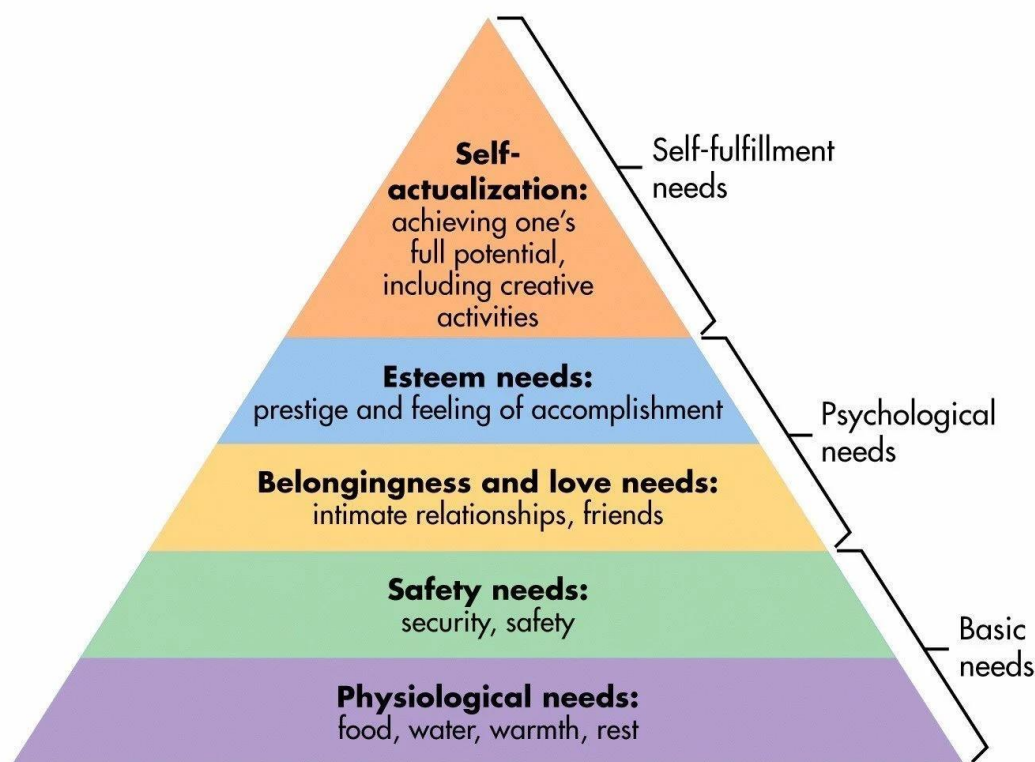 Self-
actualization:
achieving one's
full potential,
including creative
activities
Self-fulfillment
needs
Esteem needs:
prestige and feeling of accomplishment
Psychological
needs
Belongingness and love needs:
intimate relationships, friends
Safety needs:
security, safety
Basic
needs
Physiological needs:
food, water, warmth, rest